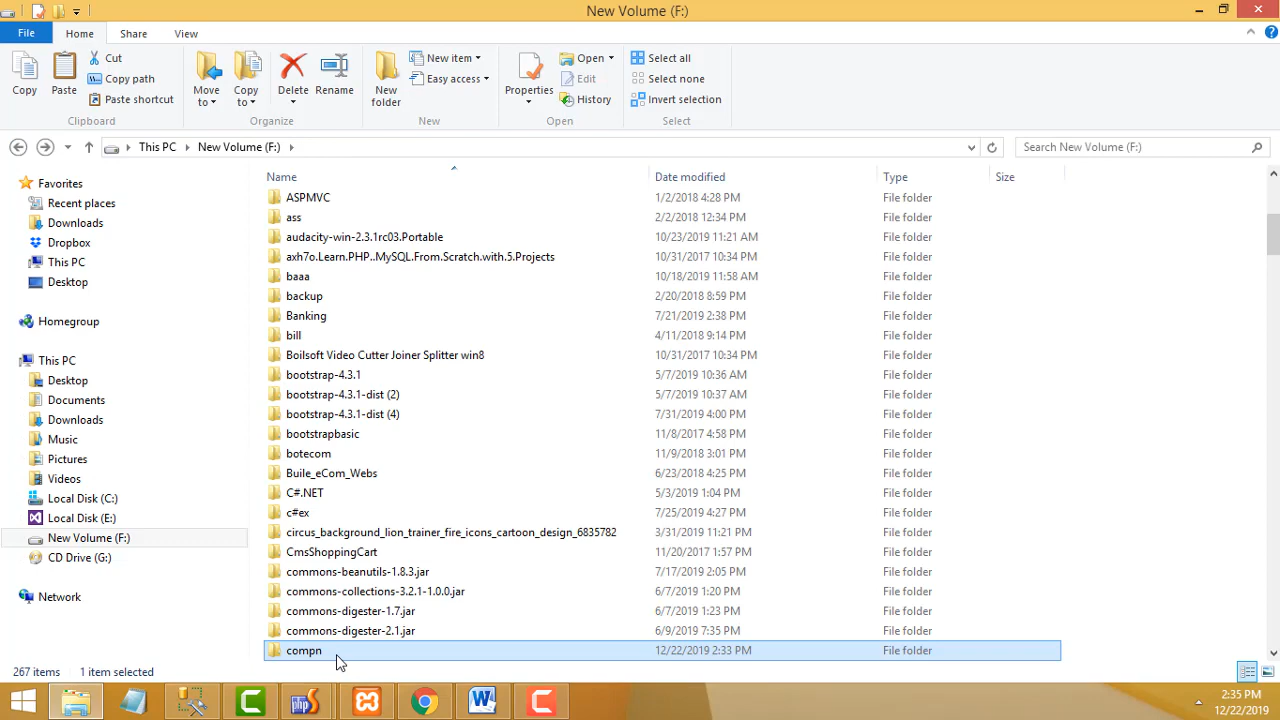 New Volume (F:)
File Home Share View
Copy Paste Cut Copy path Paste shortcut Clipboard
Move to Copy to Delete Rename Organize
New folder New item Easy access New
Properties Open Edit History Open
Select all Select none Invert selection Select
This PC New Volume (F:) Search New Volume (F:)
Favorites
Recent places
Downloads
Dropbox
This PC
Desktop
Homegroup
This PC
Desktop
Documents
Downloads
Music
Pictures
Videos
Local Disk (C:)
Local Disk (E:)
New Volume (F:)
CD Drive (G:)
Network
Name Date modified Type Size
ASPMVC 1/2/2018 4:28 PM File folder
ass 2/2/2018 12:34 PM File folder
audacity-win-2.3.1rc03.Portable 10/23/2019 11:21 AM File folder
axh7o.Learn.PHP..MySQL.From.Scratch.with.5.Projects 10/31/2017 10:34 PM File folder
baaa 10/18/2019 11:58 AM File folder
backup 2/20/2018 8:59 PM File folder
Banking 7/21/2019 2:38 PM File folder
bill 4/11/2018 9:14 PM File folder
Boilsoft Video Cutter Joiner Splitter win8 10/31/2017 10:34 PM File folder
bootstrap-4.3.1 5/7/2019 10:36 AM File folder
bootstrap-4.3.1-dist (2) 5/7/2019 10:37 AM File folder
bootstrap-4.3.1-dist (4) 7/31/2019 4:00 PM File folder
bootstrapbasic 11/8/2017 4:58 PM File folder
botecom 11/9/2018 3:01 PM File folder
Buile_eCom_Webs 6/23/2018 4:25 PM File folder
C#.NET 5/3/2019 1:04 PM File folder
c#ex 7/25/2019 4:23 PM File folder
circus_background_lion_trainer_fire_icons_cartoon_design_6835782 3/31/2019 11:21 PM File folder
CmsShoppingCart 11/20/2017 1:57 PM File folder
commons-beanutils-1.8.3.jar 7/17/2019 2:05 PM File folder
commons-collections-3.2.1-1.0.0.jar 6/7/2019 1:20 PM File folder
commons-digester-1.7.jar 6/7/2019 1:23 PM File folder
commons-digester-2.1.jar 6/9/2019 7:35 PM File folder
compn 12/22/2019 2:33 PM File folder
267 items 1 item selected
2:35 PM
12/22/2019